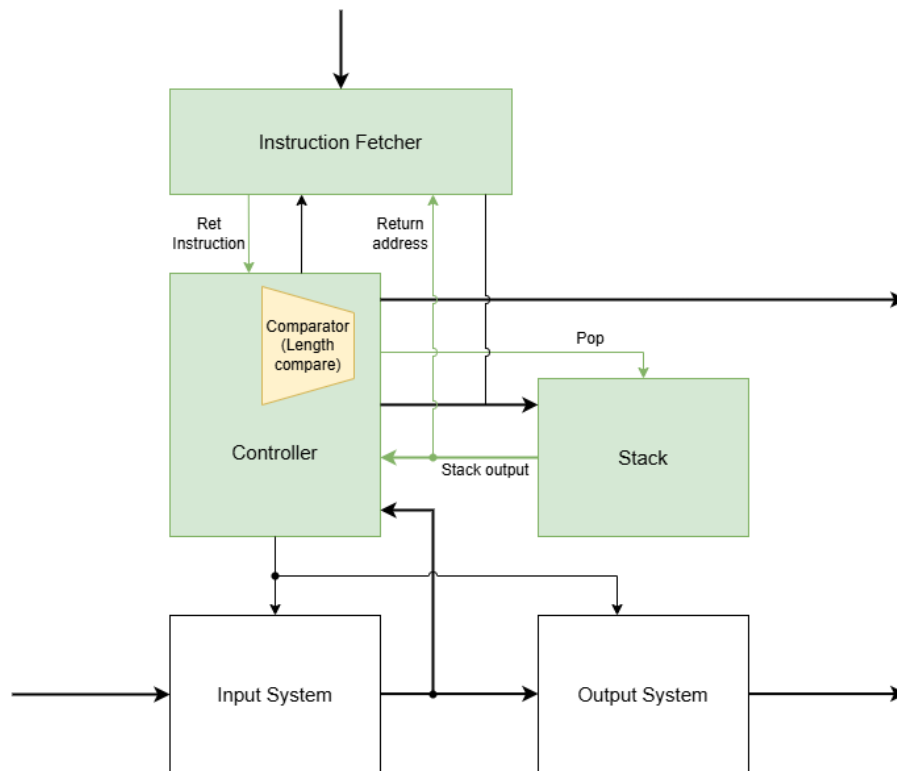 Instruction Fetcher
Ret
Instruction
Return
address
Comparator
(Length
compare)
Pop
Controller
Stack output
Stack
Input System
Output System